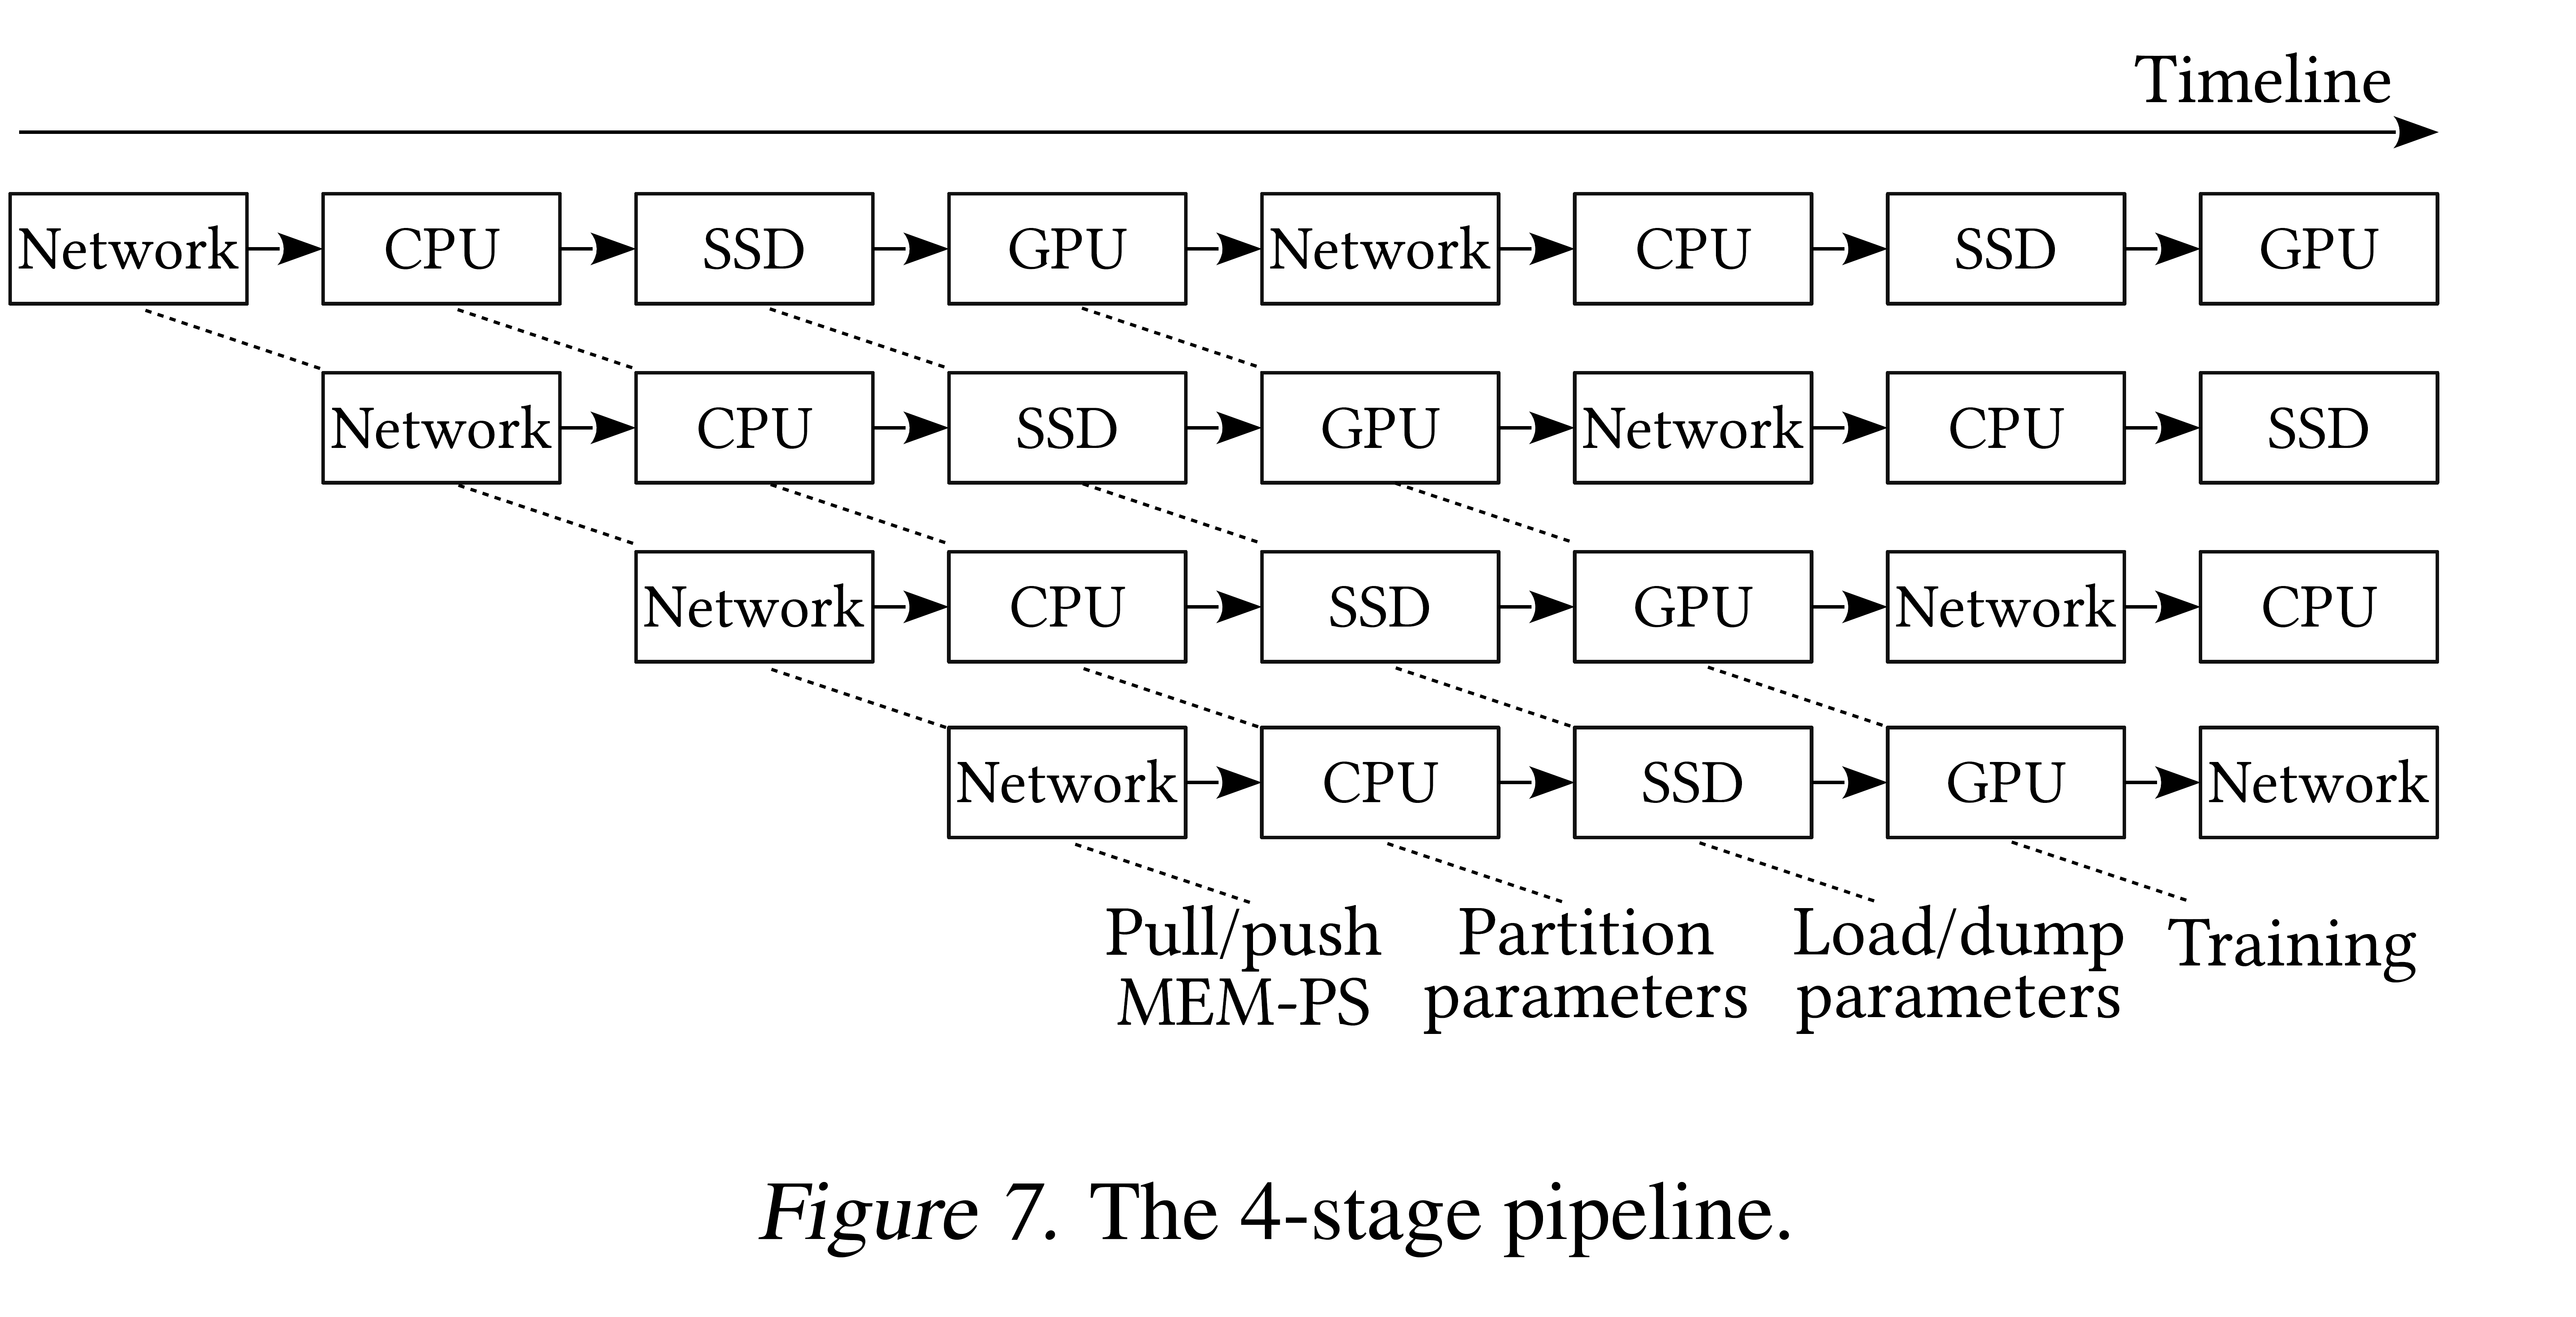 Timeline
Network CPU SSD GPU Network CPU SSD GPU
Network CPU SSD GPU Network CPU SSD
Network CPU SSD GPU Network CPU
Network CPU SSD GPU Network
Pull/push Partition Load/dump Training
MEM-PS parameters parameters
Figure 7. The 4-stage pipeline.